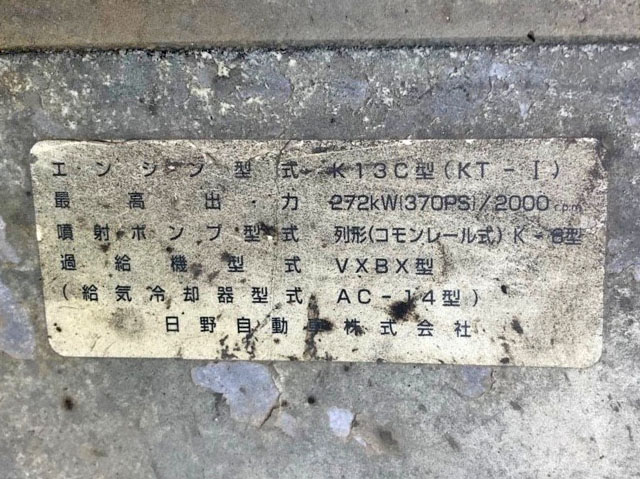 エンジン型式 K13C型(KT-I)
最高出力 272kW(370PS)/2000rpm
噴射ポンプ型式 列形(コモンレール式) K-8型
過給機型式 VXBX型
(給気冷却器型式 AC-14型)
日野自動車株式会社